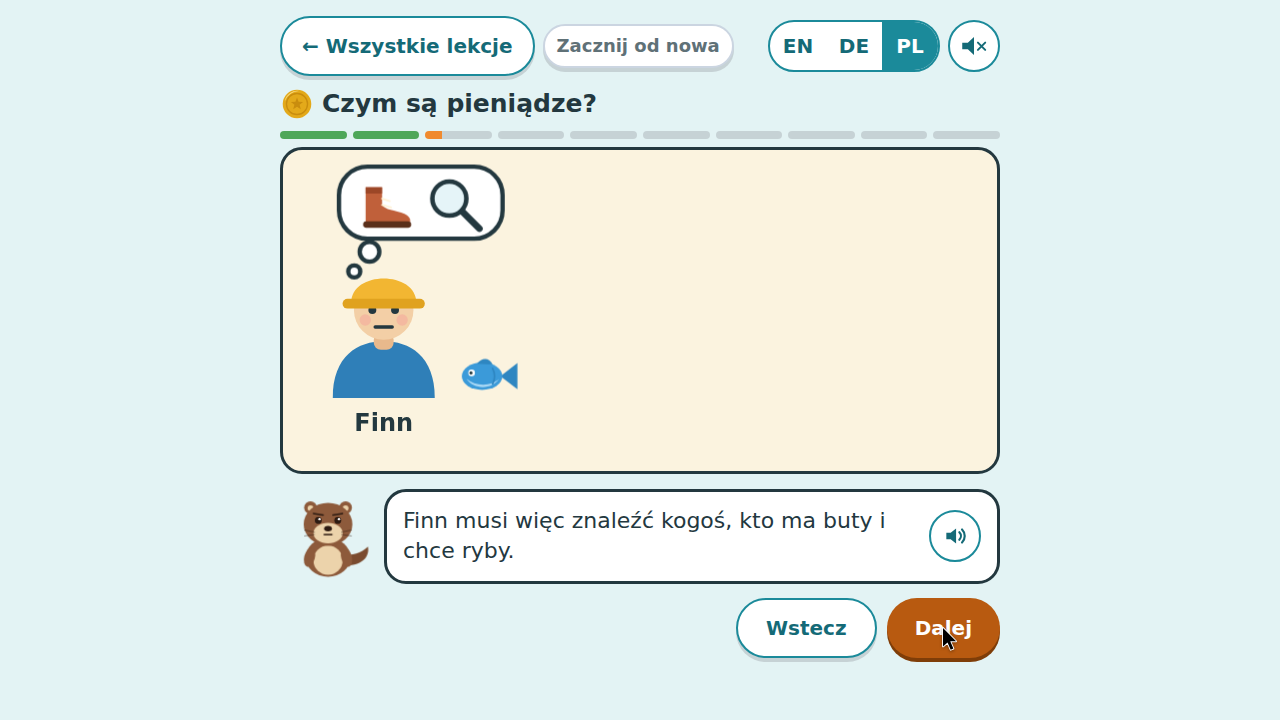 ← Wszystkie lekcje
Zacznij od nowa
EN DE PL
Czym są pieniądze?
Finn
Finn musi więc znaleźć kogoś, kto ma buty i
chce ryby.
Wstecz
Dalej